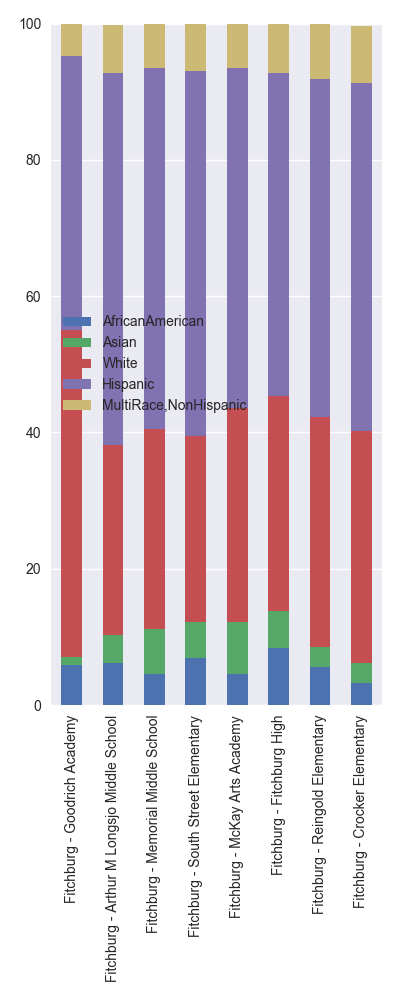 100
80
60
40
20
0
AfricanAmerican
Asian
White
Hispanic
MultiRace,NonHispanic
Fitchburg - Goodrich Academy
Fitchburg - Arthur M Longsjo Middle School
Fitchburg - Memorial Middle School
Fitchburg - South Street Elementary
Fitchburg - McKay Arts Academy
Fitchburg - Fitchburg High
Fitchburg - Reingold Elementary
Fitchburg - Crocker Elementary